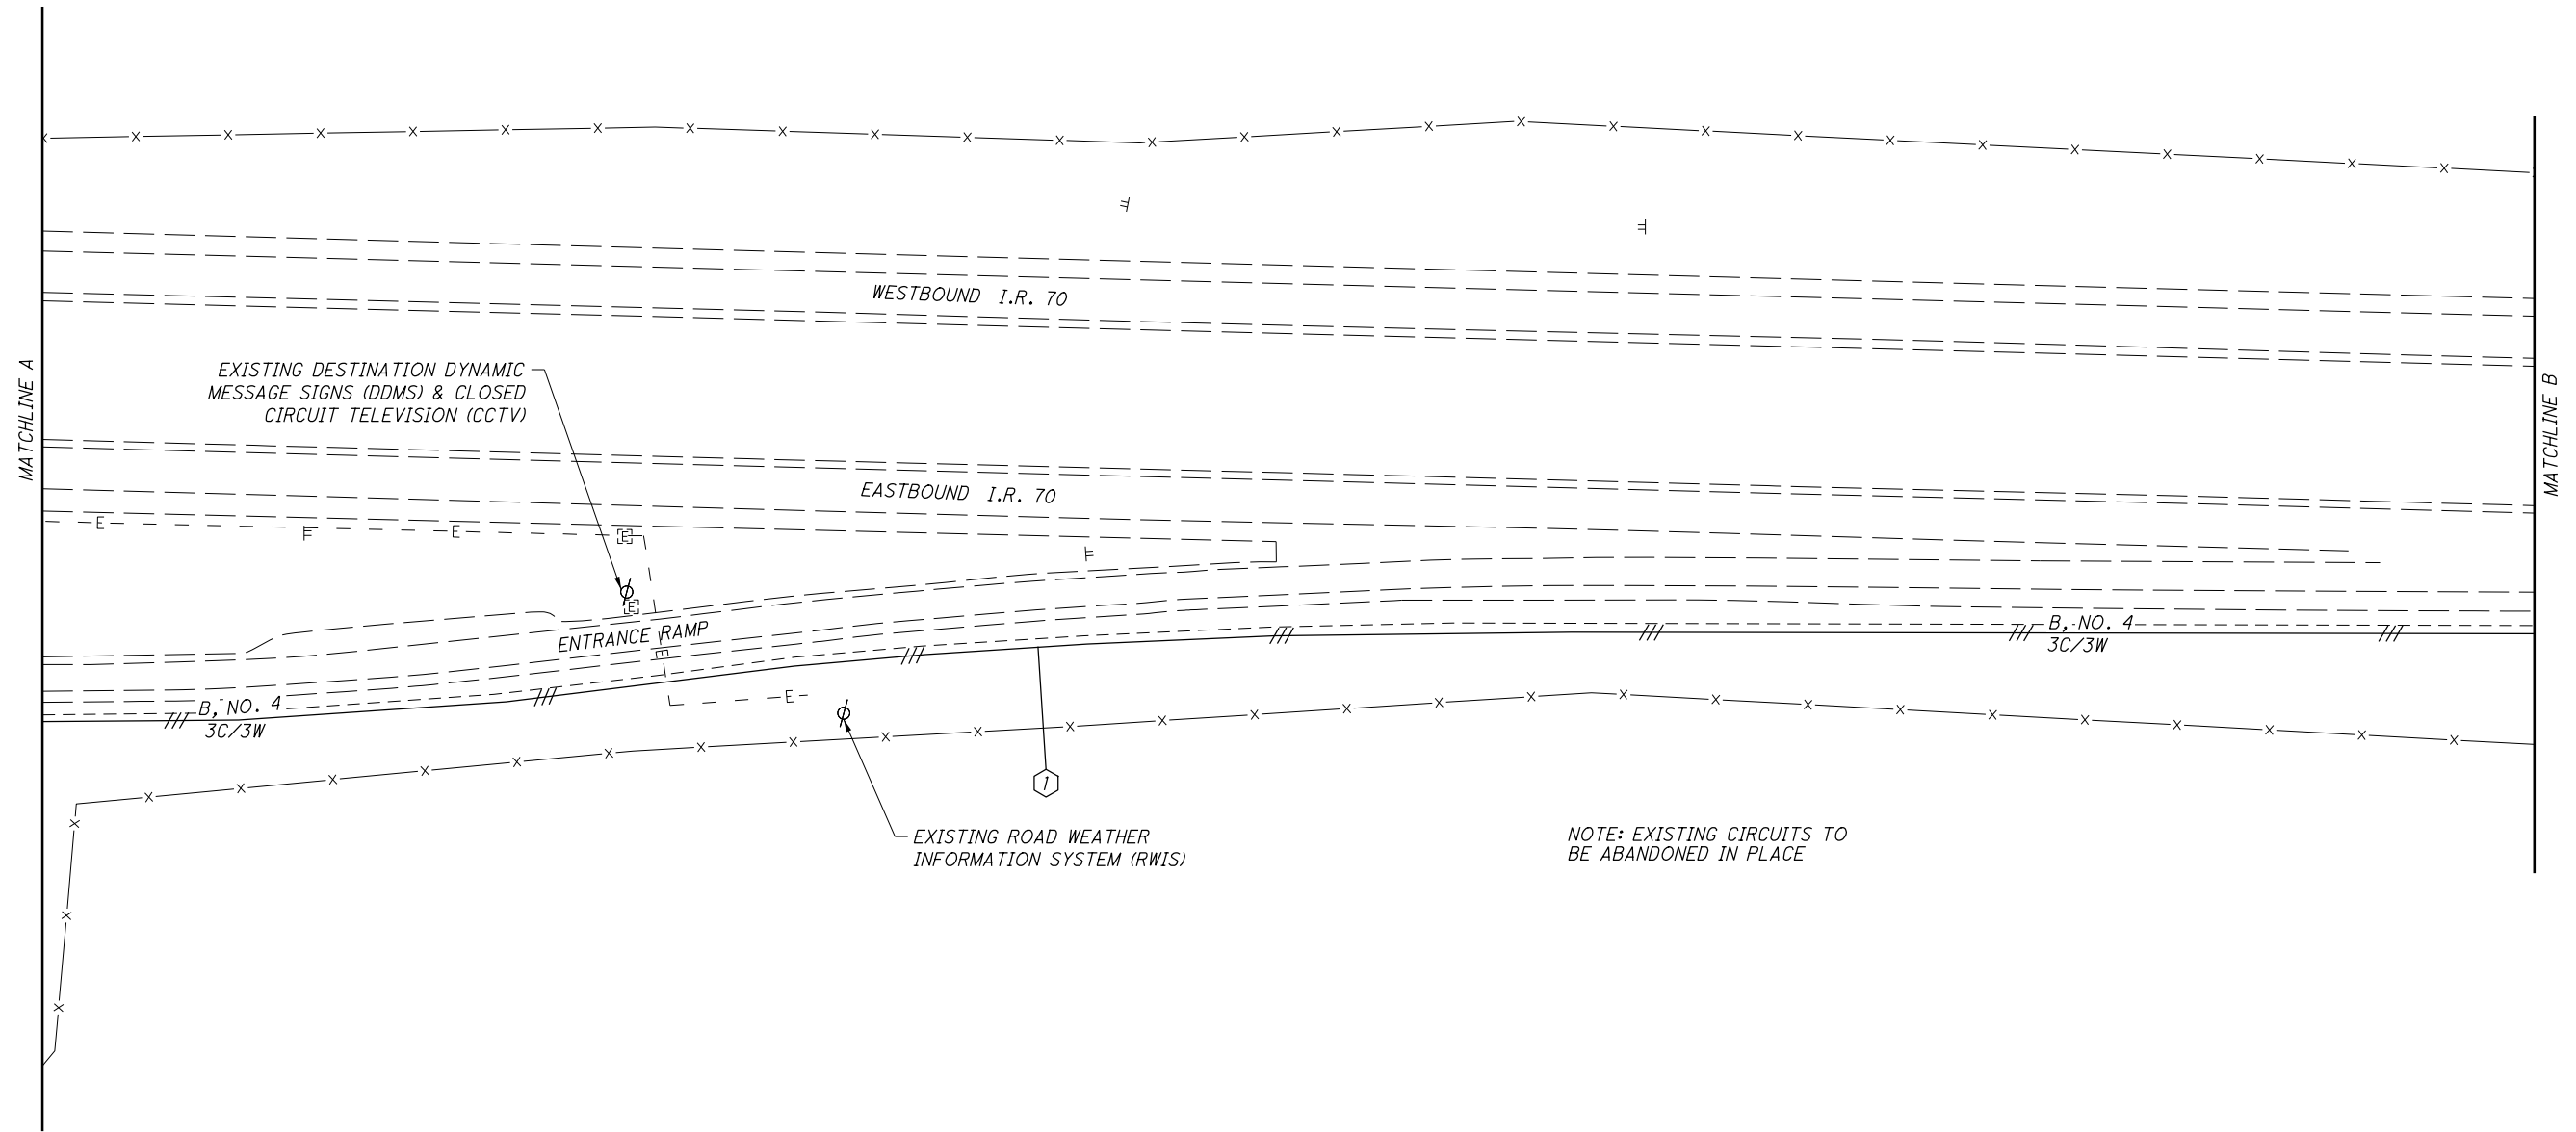 WESTBOUND I.R. 70
EXISTING DESTINATION DYNAMIC
MESSAGE SIGNS (DDMS) & CLOSED
CIRCUIT TELEVISION (CCTV)
MATCHLINE A
MATCHLINE B
EASTBOUND I.R. 70
E
E
E
E
ENTRANCE RAMP
E
E
B, NO. 4
3C/3W
B, NO. 4
3C/3W
1
EXISTING ROAD WEATHER
INFORMATION SYSTEM (RWIS)
NOTE: EXISTING CIRCUITS TO
BE ABANDONED IN PLACE